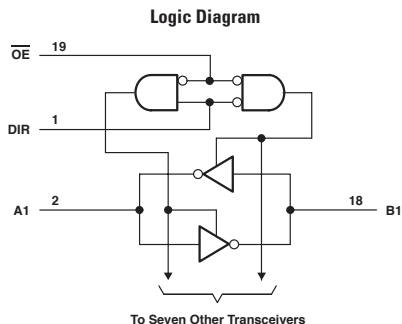 Logic Diagram
OE 19
DIR 1
A1 2
18 B1
To Seven Other Transceivers